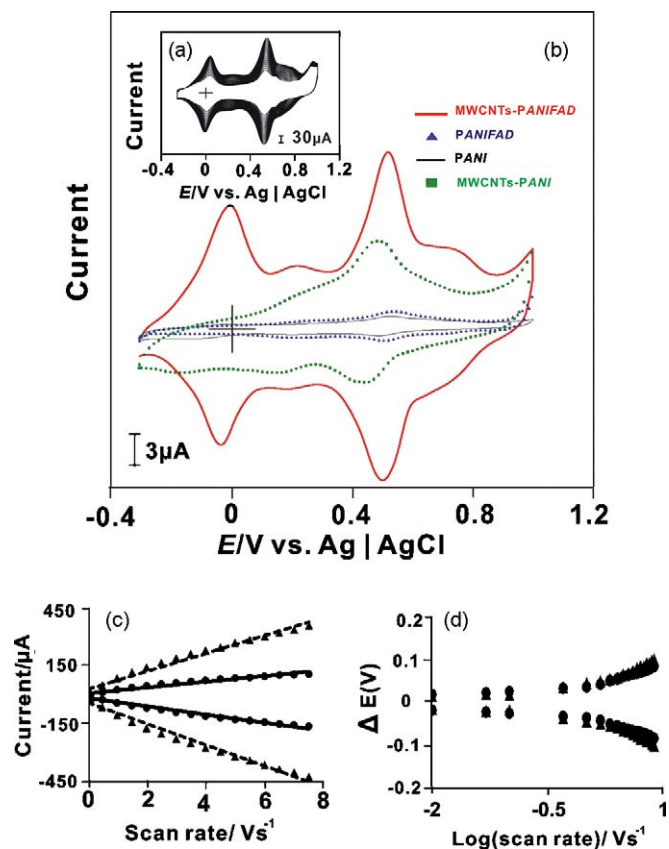 (a)
(b)
Current
30µA
-0.4 0 0.4 0.8 1.2
E/V vs. Ag | AgCl
MWCNTs-PANIFAD
PANIFAD
PANI
MWCNTs-PANI
Current
3µA
-0.4 0 0.4 0.8 1.2
E/V vs. Ag | AgCl
(c)
Current/µA
450
150
-150
-450
0 2 4 6 8
Scan rate/ Vs-1
(d)
Δ E(V)
0.2
0.1
0
-0.1
-0.2
-2 -0.5 1
Log(scan rate)/ Vs-1